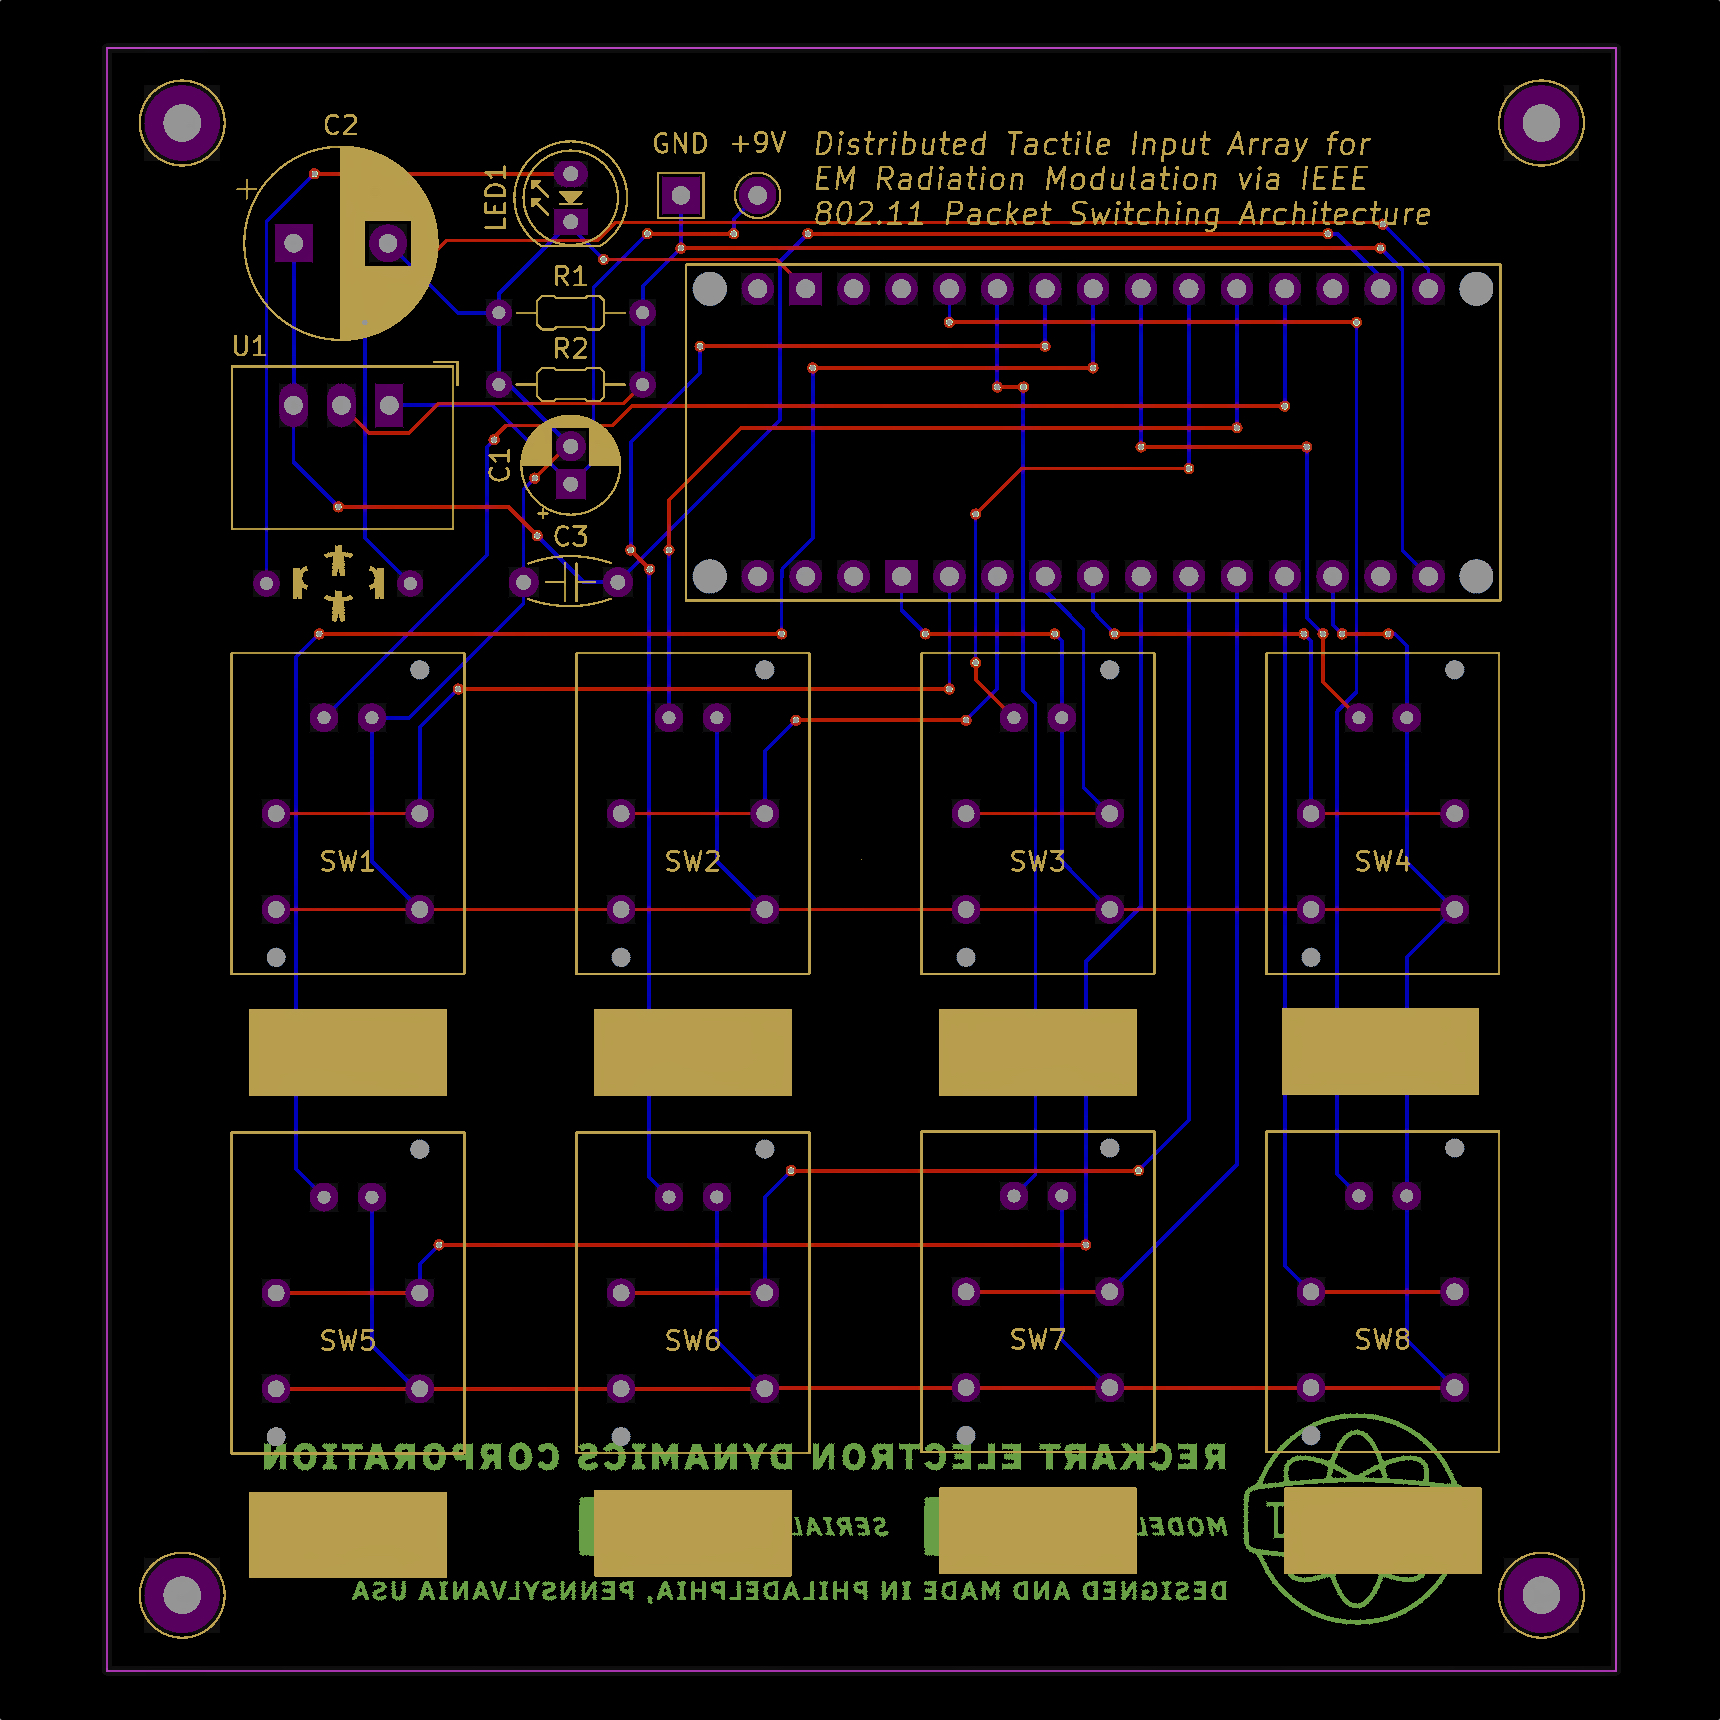 C2
GND +9V
Distributed Tactile Input Array for
EM Radiation Modulation via IEEE
802.11 Packet Switching Architecture
LED1
R1
U1
R2
C1
C3
SW1
SW2
SW3
SW4
SW5
SW6
SW7
SW8
RECKART ELECTRON DYNAMICS CORPORATION
MODEL
SERIAL
DESIGNED AND MADE IN PHILADELPHIA, PENNSYLVANIA USA